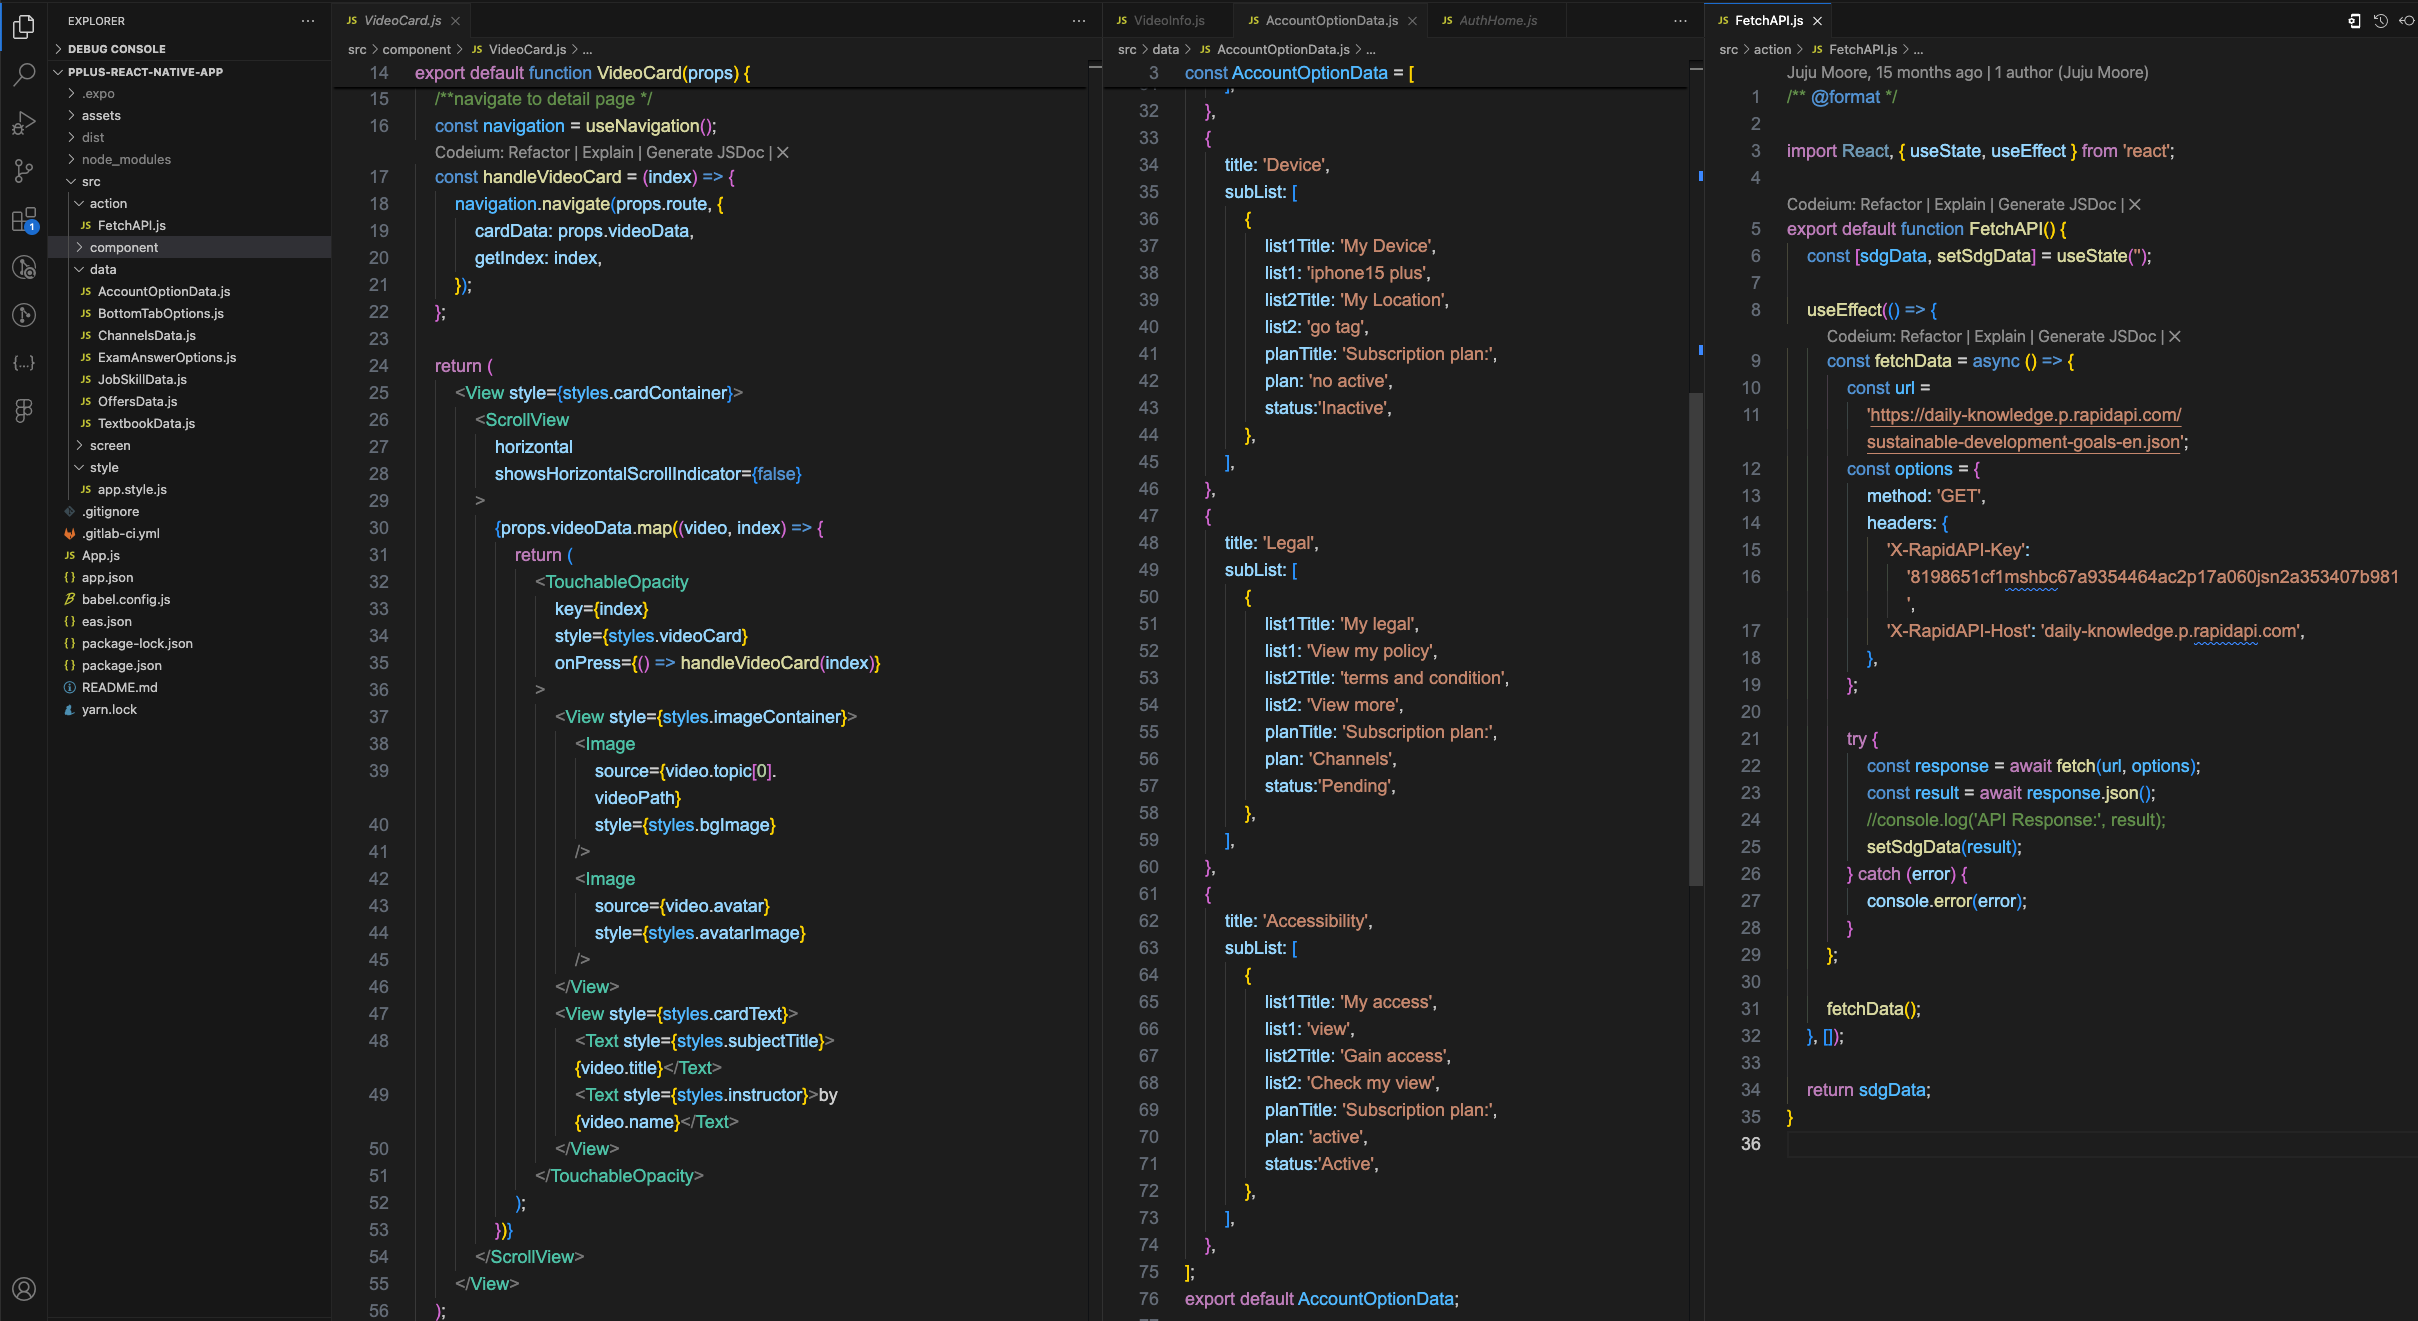 EXPLORER
DEBUG CONSOLE
PPLUS-REACT-NATIVE-APP
.expo
assets
dist
node_modules
src
action
JS FetchAPI.js
component
data
JS AccountOptionData.js
JS BottomTabOptions.js
JS ChannelsData.js
JS ExamAnswerOptions.js
JS JobSkillData.js
JS OffersData.js
JS TextbookData.js
screen
style
JS app.style.js
.gitignore
.gitlab-ci.yml
JS App.js
{} app.json
babel.config.js
{} eas.json
{} package-lock.json
{} package.json
README.md
yarn.lock
1
JS VideoCard.js
src > component > JS VideoCard.js > ...
14 export default function VideoCard(props) {
15 /**navigate to detail page */
16 const navigation = useNavigation();
Codeium: Refactor | Explain | Generate JSDoc | ✕
17 const handleVideoCard = (index) => {
18 navigation.navigate(props.route, {
19 cardData: props.videoData,
20 getIndex: index,
21 });
22 };
23
24 return (
25 <View style={styles.cardContainer}>
26 <ScrollView
27 horizontal
28 showsHorizontalScrollIndicator={false}
29 >
30 {props.videoData.map((video, index) => {
31 return (
32 <TouchableOpacity
33 key={index}
34 style={styles.videoCard}
35 onPress={() => handleVideoCard(index)}
36 >
37 <View style={styles.imageContainer}>
38 <Image
39 source={video.topic[0].
videoPath}
40 style={styles.bgImage}
41 />
42 <Image
43 source={video.avatar}
44 style={styles.avatarImage}
45 />
46 </View>
47 <View style={styles.cardText}>
48 <Text style={styles.subjectTitle}>
{video.title}</Text>
49 <Text style={styles.instructor}>by
{video.name}</Text>
50 </View>
51 </TouchableOpacity>
52 );
53 })}
54 </ScrollView>
55 </View>
56 );
JS VideoInfo.js
JS AccountOptionData.js
JS AuthHome.js
src > data > JS AccountOptionData.js > ...
3 const AccountOptionData = [
32 },
33 {
34 title: 'Device',
35 subList: [
36 {
37 list1Title: 'My Device',
38 list1: 'iphone15 plus',
39 list2Title: 'My Location',
40 list2: 'go tag',
41 planTitle: 'Subscription plan:',
42 plan: 'no active',
43 status:'Inactive',
44 },
45 ],
46 },
47 {
48 title: 'Legal',
49 subList: [
50 {
51 list1Title: 'My legal',
52 list1: 'View my policy',
53 list2Title: 'terms and condition',
54 list2: 'View more',
55 planTitle: 'Subscription plan:',
56 plan: 'Channels',
57 status:'Pending',
58 },
59 ],
60 },
61 {
62 title: 'Accessibility',
63 subList: [
64 {
65 list1Title: 'My access',
66 list1: 'view',
67 list2Title: 'Gain access',
68 list2: 'Check my view',
69 planTitle: 'Subscription plan:',
70 plan: 'active',
71 status:'Active',
72 },
73 ],
74 },
75 ];
76 export default AccountOptionData;
JS FetchAPI.js
src > action > JS FetchAPI.js > ...
Juju Moore, 15 months ago | 1 author (Juju Moore)
1 /** @format */
2
3 import React, { useState, useEffect } from 'react';
4
Codeium: Refactor | Explain | Generate JSDoc | ✕
5 export default function FetchAPI() {
6 const [sdgData, setSdgData] = useState('');
7
8 useEffect(() => {
Codeium: Refactor | Explain | Generate JSDoc | ✕
9 const fetchData = async () => {
10 const url =
11 'https://daily-knowledge.p.rapidapi.com/
sustainable-development-goals-en.json';
12 const options = {
13 method: 'GET',
14 headers: {
15 'X-RapidAPI-Key':
16 '8198651cf1mshbc67a9354464ac2p17a060jsn2a353407b981
',
17 'X-RapidAPI-Host': 'daily-knowledge.p.rapidapi.com',
18 },
19 };
20
21 try {
22 const response = await fetch(url, options);
23 const result = await response.json();
24 //console.log('API Response:', result);
25 setSdgData(result);
26 } catch (error) {
27 console.error(error);
28 }
29 };
30
31 fetchData();
32 }, []);
33
34 return sdgData;
35 }
36